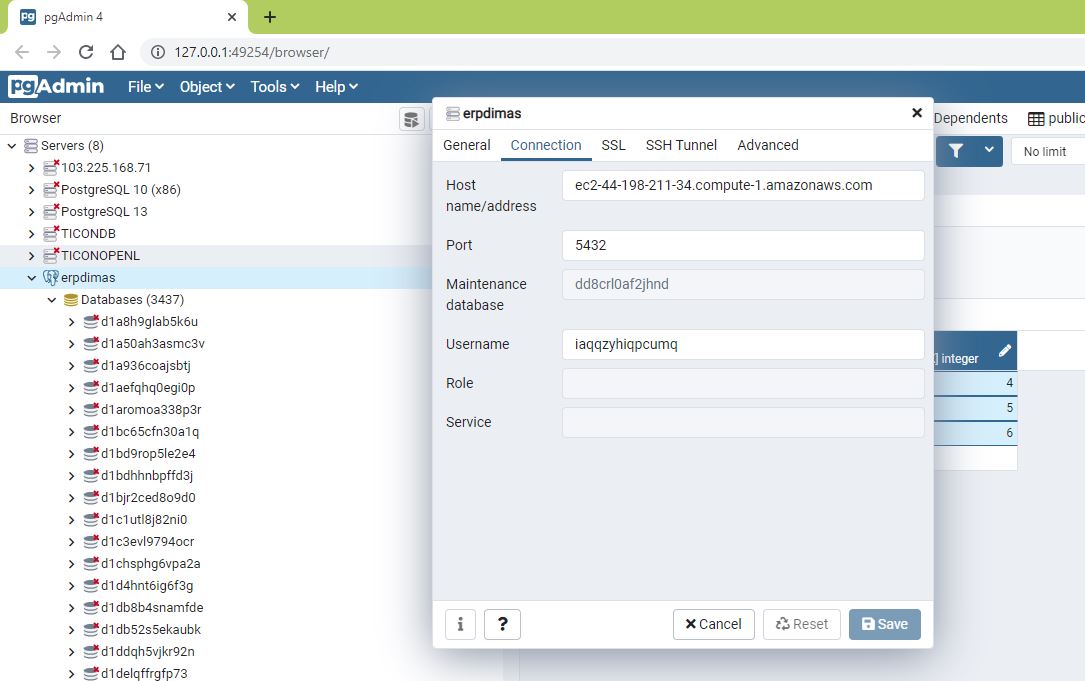 pgAdmin 4
127.0.0.1:49254/browser/
pgAdmin File Object Tools Help
Browser
Servers (8)
103.225.168.71
PostgreSQL 10 (x86)
PostgreSQL 13
TICONDB
TICONOPENL
erpdimas
Databases (3437)
d1a8h9glab5k6u
d1a50ah3asmc3v
d1a936coajsbtj
d1aefqhq0egi0p
d1aromoa338p3r
d1bc65cfn30a1q
d1bd9rop5le2e4
d1bdhhnbpffd3j
d1bjr2ced8o9d0
d1c1utl8j82ni0
d1c3evl9794ocr
d1chsphg6vpa2a
d1d4hnt6ig6f3g
d1db8b4snamfde
d1db52s5ekaubk
d1ddqh5vjkr92n
d1delqffrgfp73
erpdimas
General Connection SSL SSH Tunnel Advanced
Host name/address
ec2-44-198-211-34.compute-1.amazonaws.com
Port
5432
Maintenance database
dd8crl0af2jhnd
Username
iaqqzyhiqpcumq
Role
Service
i ? Cancel Reset Save
Dependents public
No limit
] integer
4
5
6